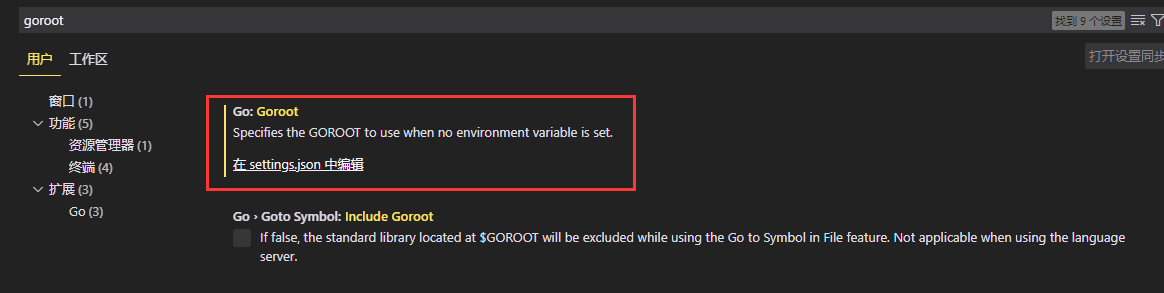 goroot
找到 9 个设置
用户 工作区
打开设置同步
窗口 (1)
功能 (5)
资源管理器 (1)
终端 (4)
扩展 (3)
Go (3)
Go: Goroot
Specifies the GOROOT to use when no environment variable is set.
在 settings.json 中编辑
Go › Goto Symbol: Include Goroot
If false, the standard library located at $GOROOT will be excluded while using the Go to Symbol in File feature. Not applicable when using the language
server.